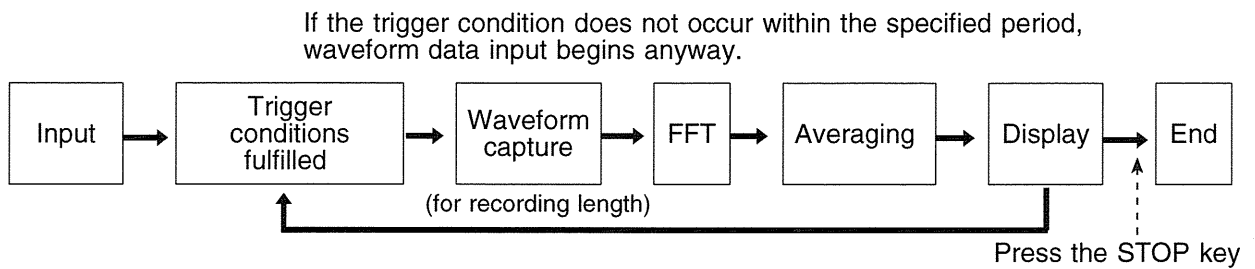 If the trigger condition does not occur within the specified period,
waveform data input begins anyway.
Input
Trigger
conditions
fulfilled
Waveform
capture
FFT
Averaging
Display
End
(for recording length)
Press the STOP key